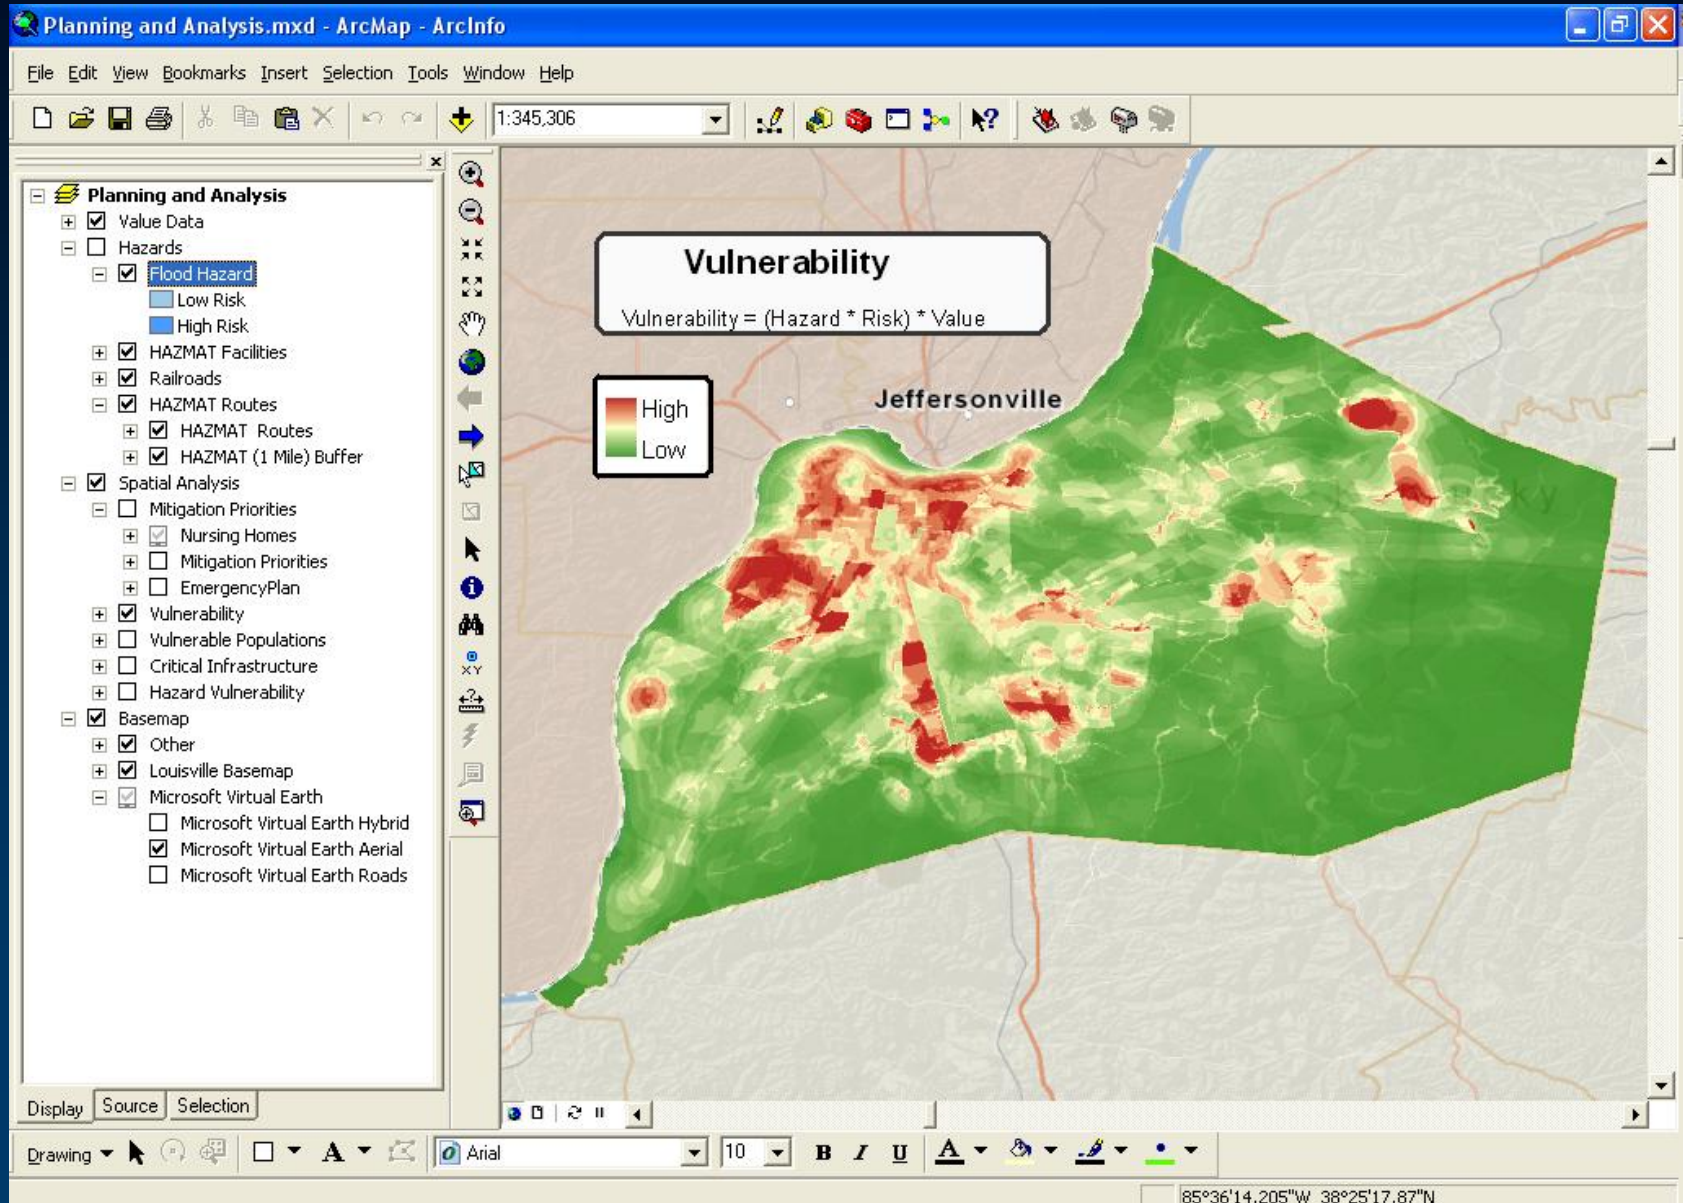 Planning and Analysis.mxd - ArcMap - ArcInfo
File Edit View Bookmarks Insert Selection Tools Window Help
1:345,306
Planning and Analysis
Value Data
Hazards
Flood Hazard
Low Risk
High Risk
HAZMAT Facilities
Railroads
HAZMAT Routes
HAZMAT Routes
HAZMAT (1 Mile) Buffer
Spatial Analysis
Mitigation Priorities
Nursing Homes
Mitigation Priorities
EmergencyPlan
Vulnerability
Vulnerable Populations
Critical Infrastructure
Hazard Vulnerability
Basemap
Other
Louisville Basemap
Microsoft Virtual Earth
Microsoft Virtual Earth Hybrid
Microsoft Virtual Earth Aerial
Microsoft Virtual Earth Roads
Display Source Selection
XY
Vulnerability
Vulnerability = (Hazard * Risk) * Value
High
Low
Jeffersonville
Drawing A Arial 10 B I U A
85°36'14.205"W 38°25'17.87"N